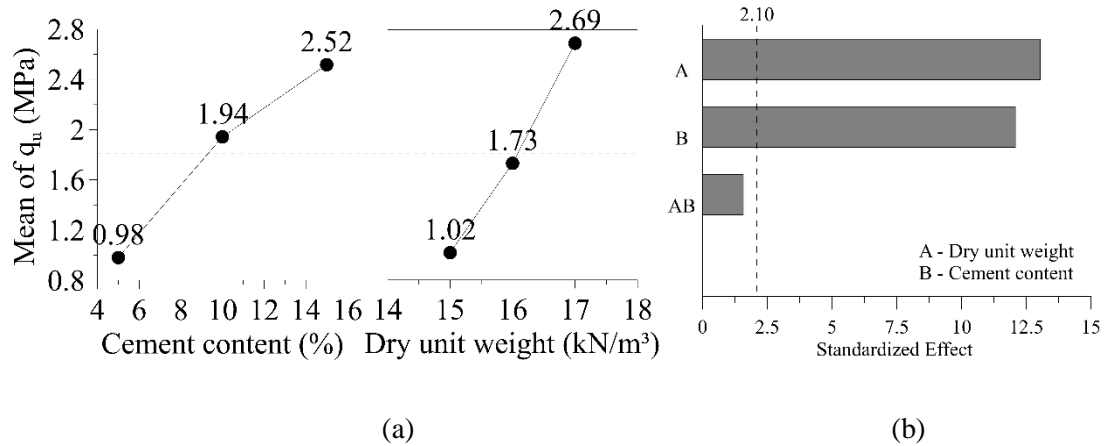 Mean of qu (MPa)
2.8
2.4
2
1.6
1.2
0.8
0.98
1.94
2.52
1.02
1.73
2.69
4 6 8 10 12 14 16 14 15 16 17 18
Cement content (%) Dry unit weight (kN/m³)
(a)
2.10
A
B
AB
A - Dry unit weight
B - Cement content
0 2.5 5 7.5 10 12.5 15
Standardized Effect
(b)